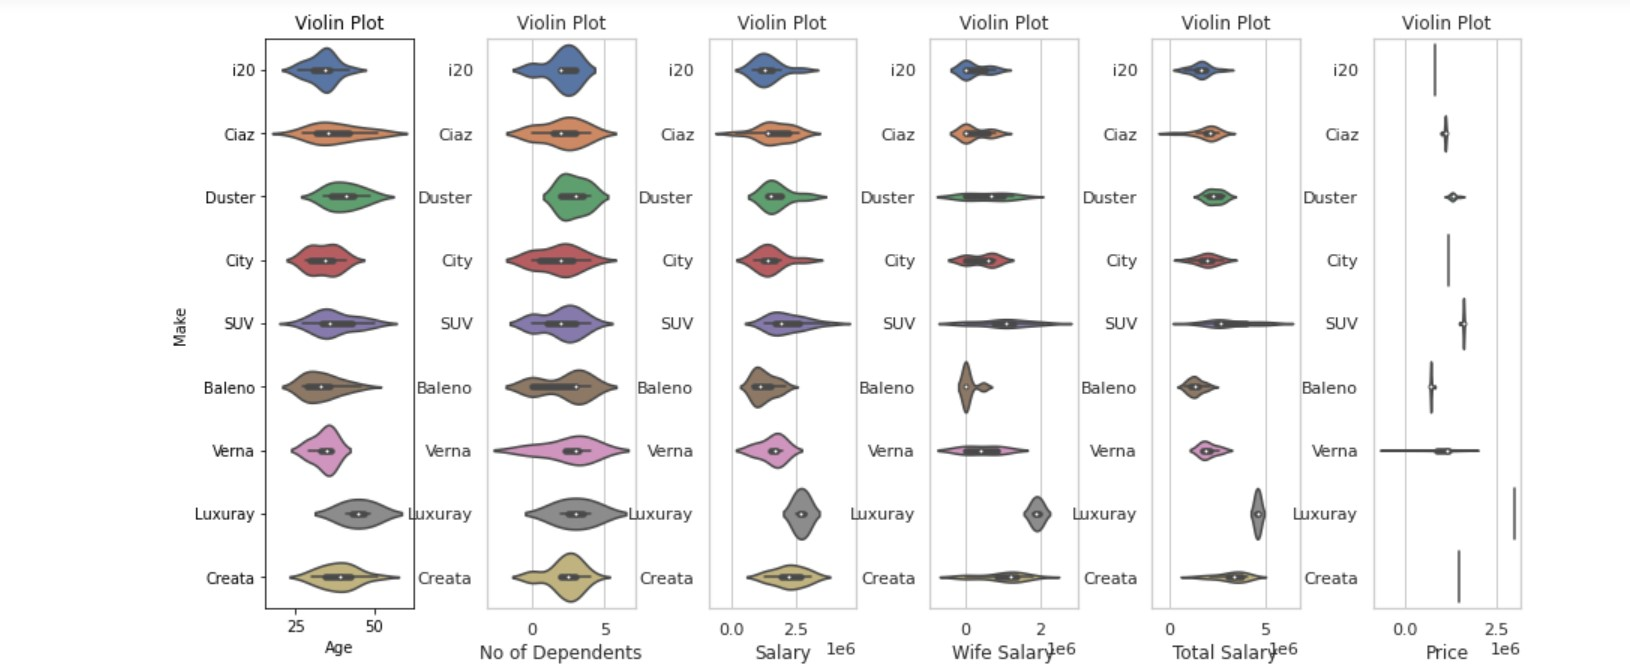 Violin Plot Violin Plot Violin Plot Violin Plot Violin Plot Violin Plot
i20 i20 i20 i20 i20 i20
Ciaz Ciaz Ciaz Ciaz Ciaz Ciaz
Duster Duster Duster Duster Duster Duster
City City City City City City
Make
SUV SUV SUV SUV SUV SUV
Baleno Baleno Baleno Baleno Baleno Baleno
Verna Verna Verna Verna Verna Verna
Luxuray Luxuray Luxuray Luxuray Luxuray Luxuray
Creata Creata Creata Creata Creata Creata
25 50 0 5 0.0 2.5 0 2 0 5 0.0 2.5
Age No of Dependents Salary 1e6 Wife Salary 1e6 Total Salary 1e6 Price 1e6